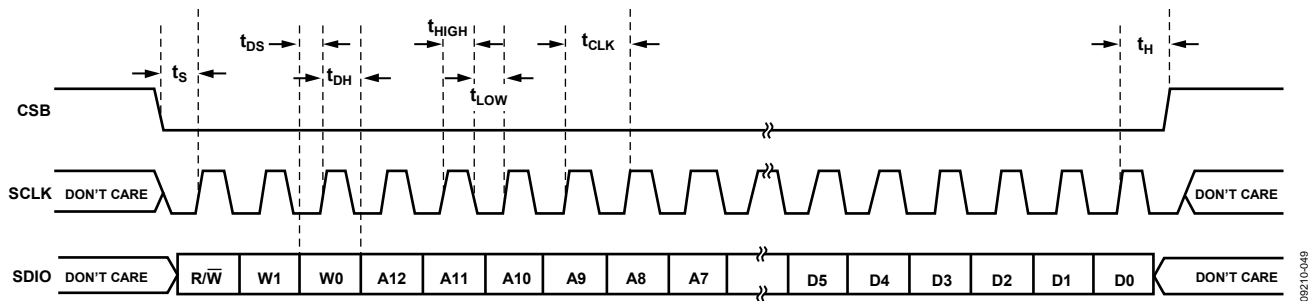 tHIGH
tDS
tCLK
tH
tS
tDH
tLOW
CSB
SCLK DON'T CARE DON'T CARE
SDIO DON'T CARE R/W̅ W1 W0 A12 A11 A10 A9 A8 A7 D5 D4 D3 D2 D1 D0 DON'T CARE
09210-049